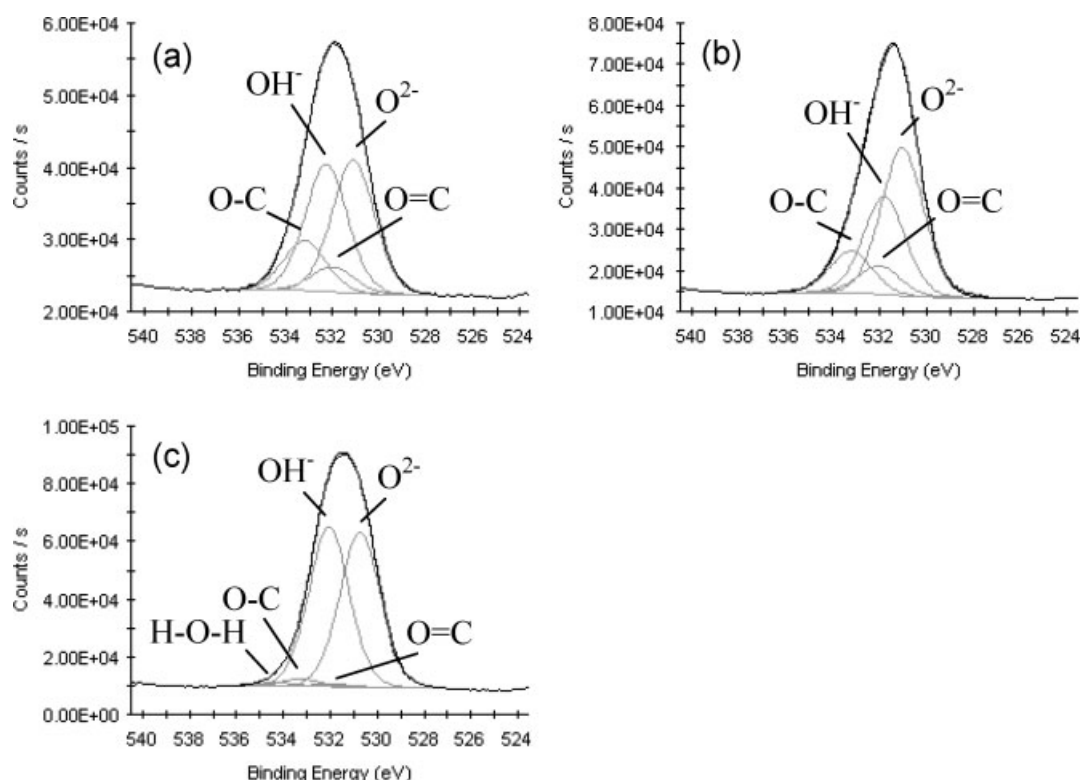 (a)
6.00E+04
4.00E+04
3.00E+04
2.00E+04
Counts / s
OH⁻
O²⁻
O-C
O=C
540 538 536 534 532 530 528 526 524
Binding Energy (eV)
(b)
8.00E+04
7.00E+04
6.00E+04
5.00E+04
4.00E+04
3.00E+04
2.00E+04
1.00E+04
Counts / s
OH⁻
O²⁻
O-C
O=C
540 538 536 534 532 530 528 526 524
Binding Energy (eV)
(c)
1.00E+05
8.00E+04
6.00E+04
4.00E+04
2.00E+04
0.00E+00
Counts / s
OH⁻
O²⁻
O-C
H-O-H
O=C
540 538 536 534 532 530 528 526 524
Binding Energy (eV)